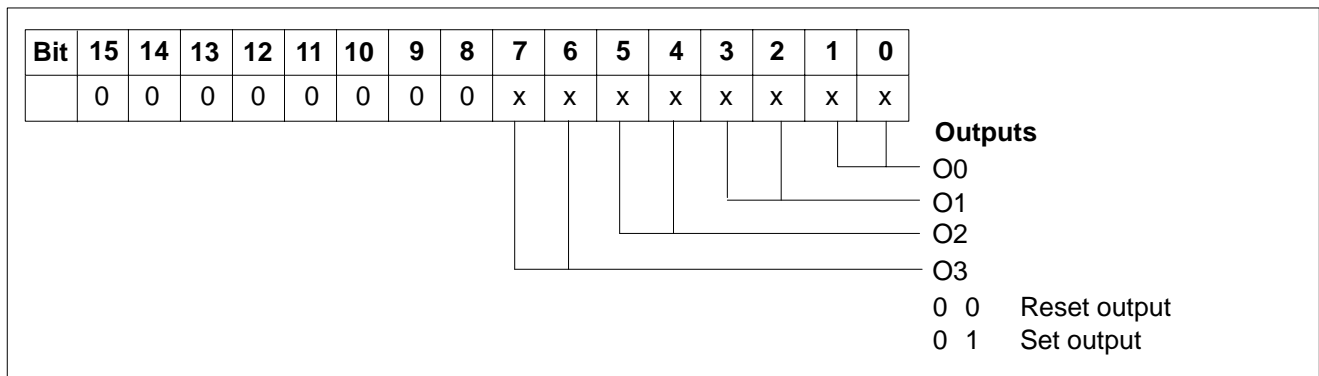 Bit 15 14 13 12 11 10 9 8 7 6 5 4 3 2 1 0
0 0 0 0 0 0 0 0 x x x x x x x x
Outputs
O0
O1
O2
O3
0 0 Reset output
0 1 Set output